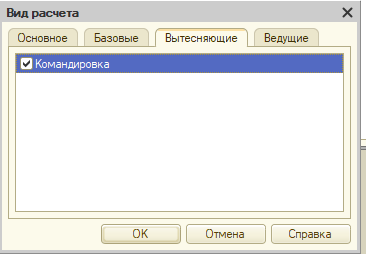 Вид расчета
Основное Базовые Вытесняющие Ведущие
Командировка
OK Отмена Справка